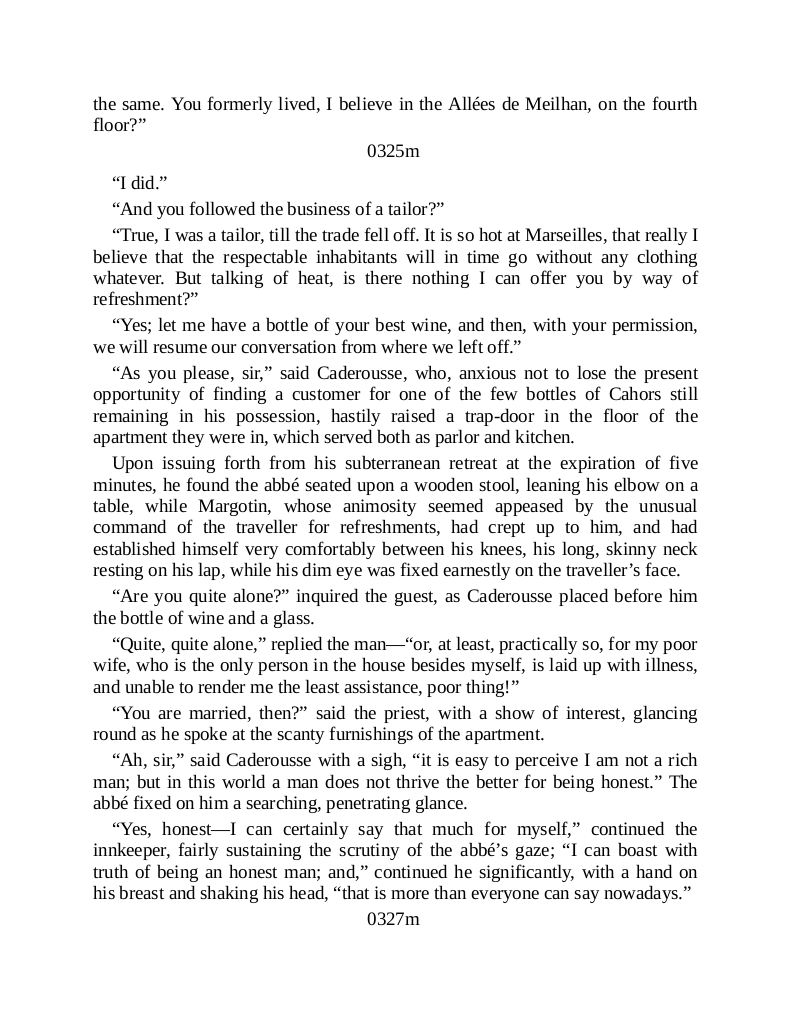 the same. You formerly lived, I believe in the Allées de Meilhan, on the fourth
floor?”
0325m
“I did.”
“And you followed the business of a tailor?”
“True, I was a tailor, till the trade fell off. It is so hot at Marseilles, that really I
believe that the respectable inhabitants will in time go without any clothing
whatever. But talking of heat, is there nothing I can offer you by way of
refreshment?”
“Yes; let me have a bottle of your best wine, and then, with your permission,
we will resume our conversation from where we left off.”
“As you please, sir,” said Caderousse, who, anxious not to lose the present
opportunity of finding a customer for one of the few bottles of Cahors still
remaining in his possession, hastily raised a trap-door in the floor of the
apartment they were in, which served both as parlor and kitchen.
Upon issuing forth from his subterranean retreat at the expiration of five
minutes, he found the abbé seated upon a wooden stool, leaning his elbow on a
table, while Margotin, whose animosity seemed appeased by the unusual
command of the traveller for refreshments, had crept up to him, and had
established himself very comfortably between his knees, his long, skinny neck
resting on his lap, while his dim eye was fixed earnestly on the traveller’s face.
“Are you quite alone?” inquired the guest, as Caderousse placed before him
the bottle of wine and a glass.
“Quite, quite alone,” replied the man—“or, at least, practically so, for my poor
wife, who is the only person in the house besides myself, is laid up with illness,
and unable to render me the least assistance, poor thing!”
“You are married, then?” said the priest, with a show of interest, glancing
round as he spoke at the scanty furnishings of the apartment.
“Ah, sir,” said Caderousse with a sigh, “it is easy to perceive I am not a rich
man; but in this world a man does not thrive the better for being honest.” The
abbé fixed on him a searching, penetrating glance.
“Yes, honest—I can certainly say that much for myself,” continued the
innkeeper, fairly sustaining the scrutiny of the abbé’s gaze; “I can boast with
truth of being an honest man; and,” continued he significantly, with a hand on
his breast and shaking his head, “that is more than everyone can say nowadays.”
0327m